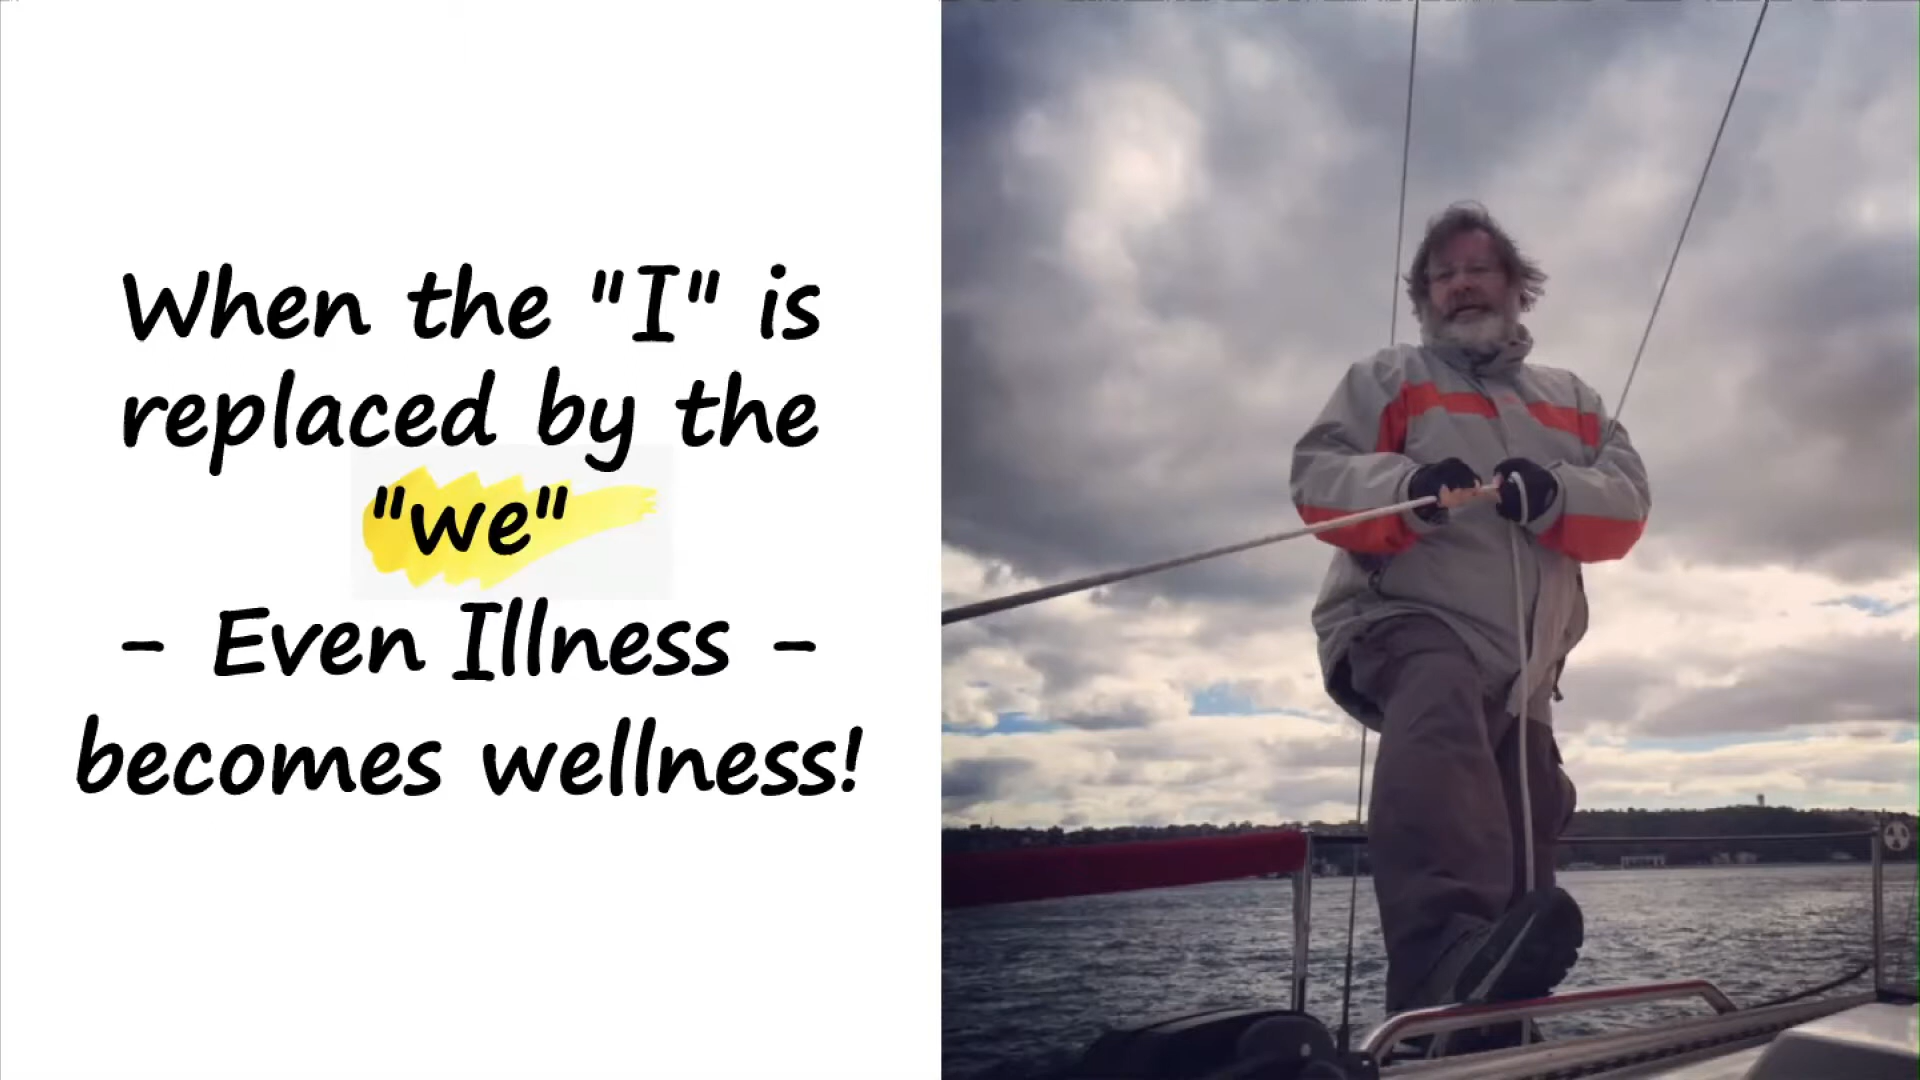 When the "I" is
replaced by the
"we"
- Even Illness -
becomes wellness!